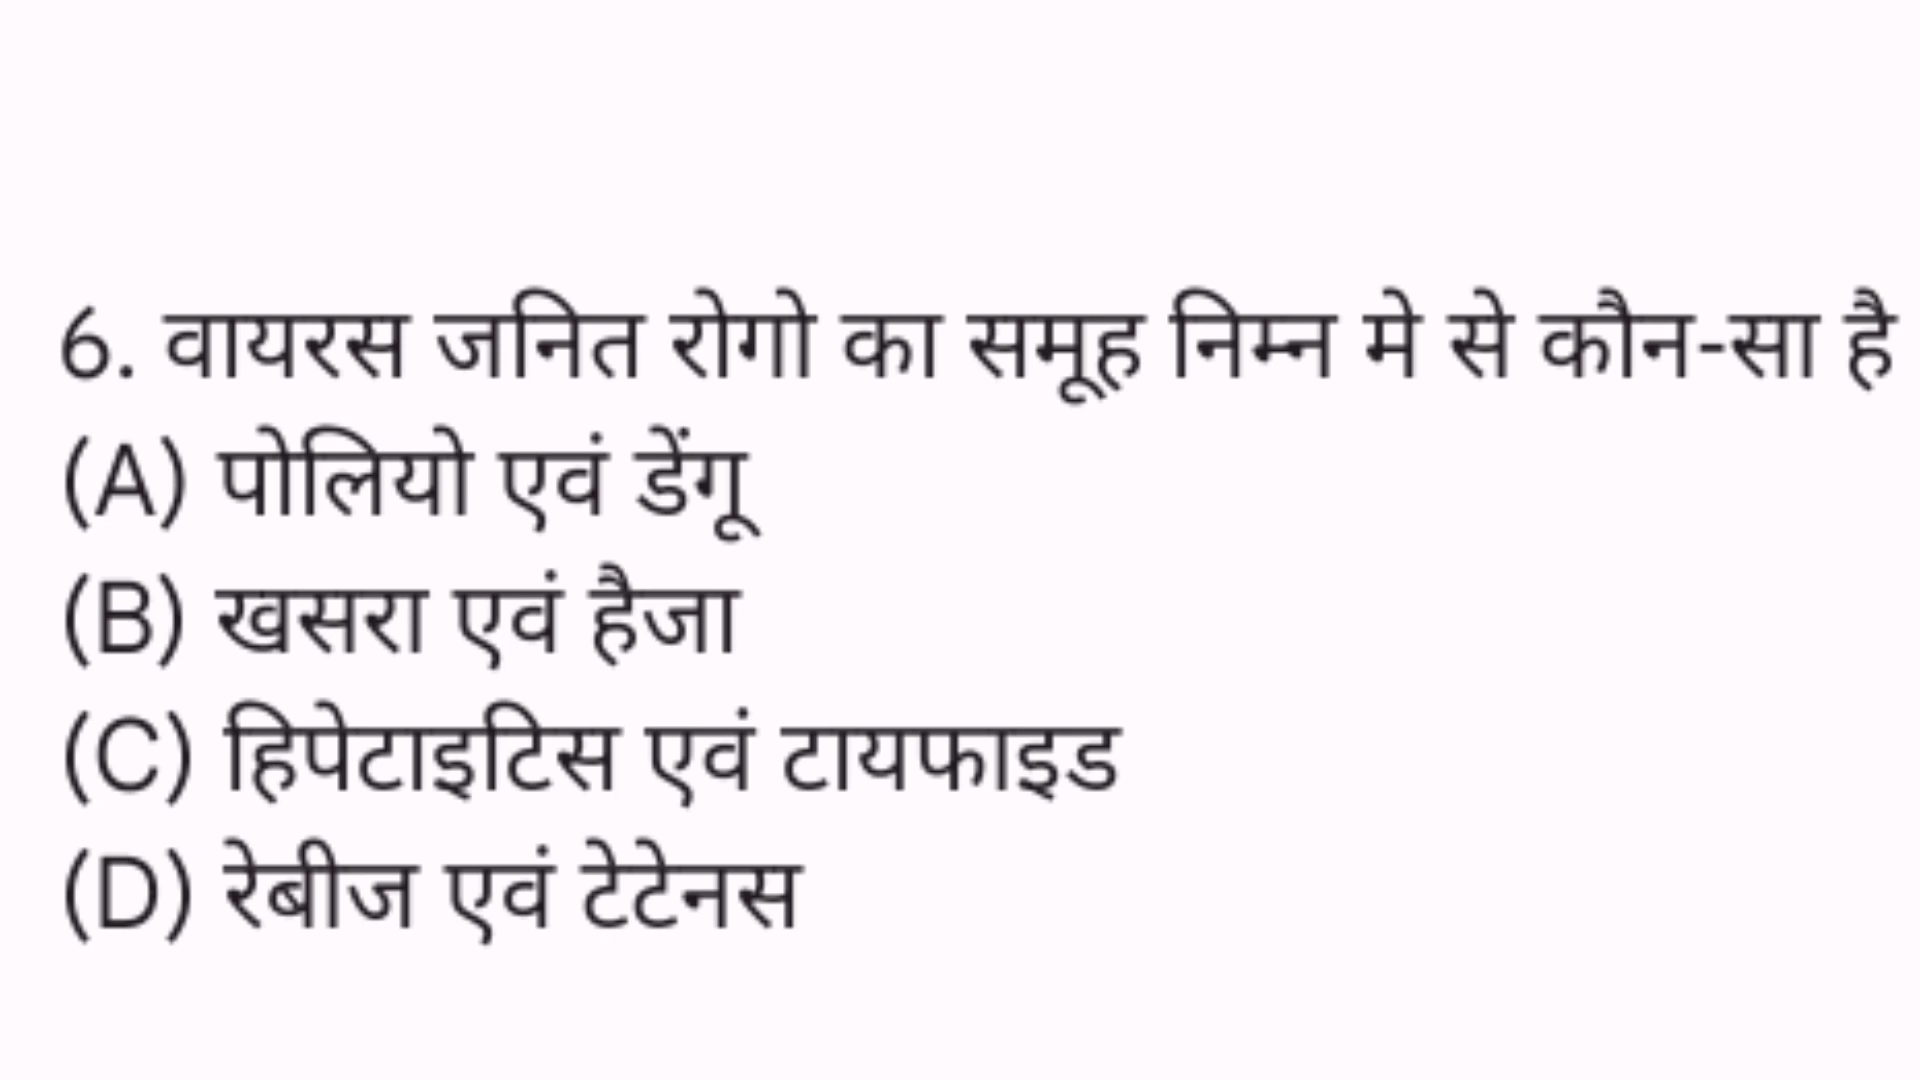 6. वायरस जनित रोगो का समूह निम्न मे से कौन-सा है
(A) पोलियो एवं डेंगू
(B) खसरा एवं हैजा
(C) हिपेटाइटिस एवं टायफाइड
(D) रेबीज एवं टेटेनस